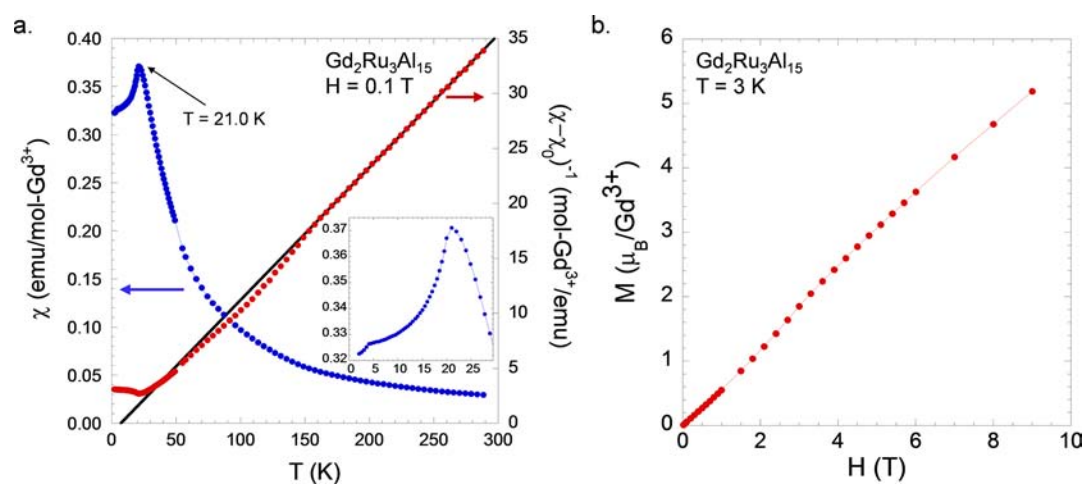 a.
Gd₂Ru₃Al₁₅
H = 0.1 T
T = 21.0 K
χ (emu/mol-Gd³⁺)
0.40
0.35
0.30
0.25
0.20
0.15
0.10
0.05
0.00
0 50 100 150 200 250 300
T (K)
35
30
25
20
15
10
5
0
(χ−χ₀)⁻¹ (mol-Gd³⁺/emu)
0.37
0.36
0.35
0.34
0.33
0.32
0 5 10 15 20 25
b.
Gd₂Ru₃Al₁₅
T = 3 K
M (μ_B/Gd³⁺)
6
5
4
3
2
1
0
0 2 4 6 8 10
H (T)